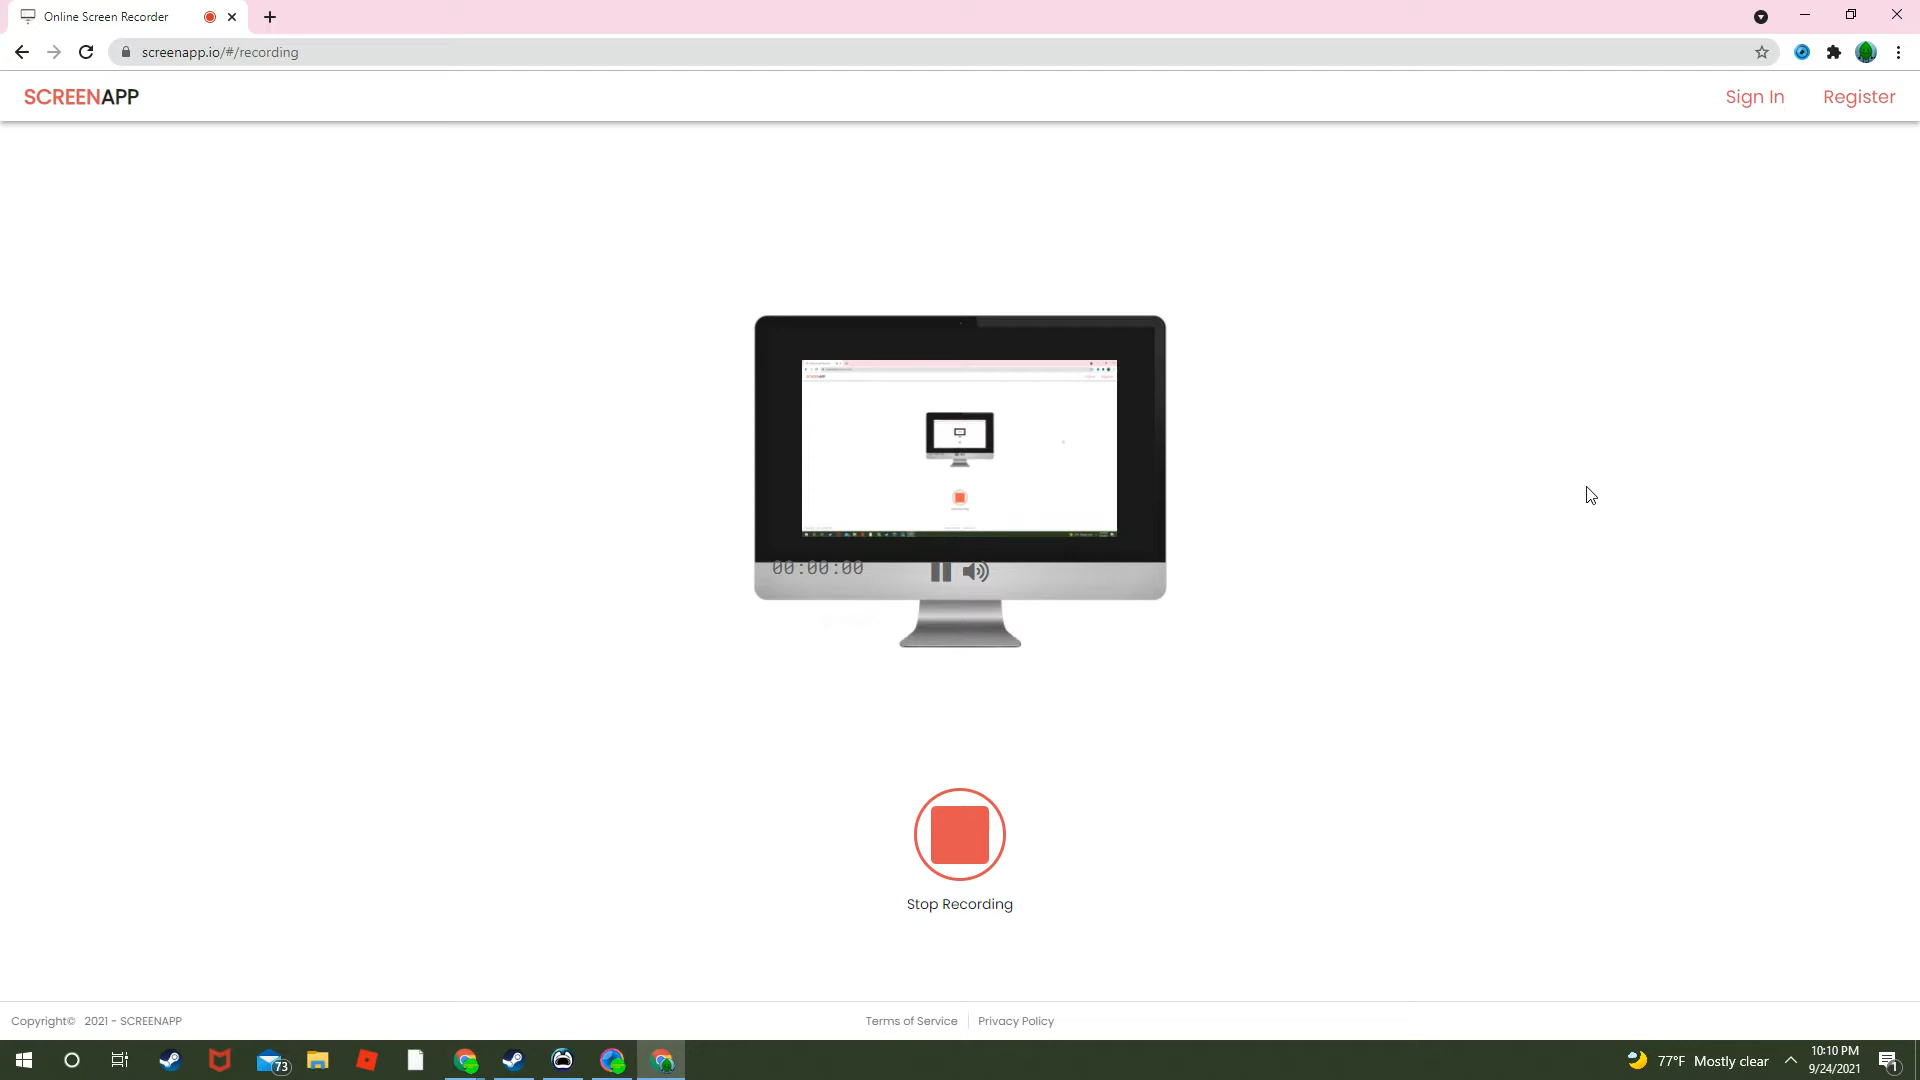 Online Screen Recorder
screenapp.io/#/recording
SCREENAPP
Sign In
Register
00:00:00
Stop Recording
Copyright© 2021 - SCREENAPP
Terms of Service
Privacy Policy
73
77°F Mostly clear
10:10 PM
9/24/2021
1